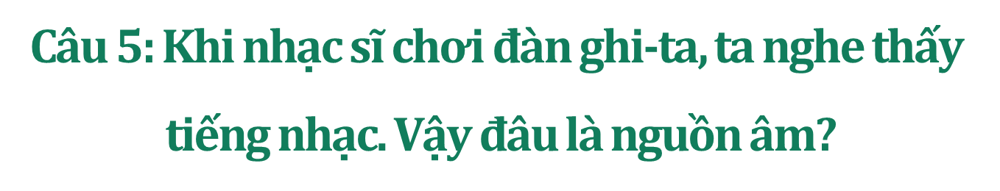 Câu 5: Khi nhạc sĩ chơi đàn ghi-ta, ta nghe thấy
tiếng nhạc. Vậy đâu là nguồn âm?